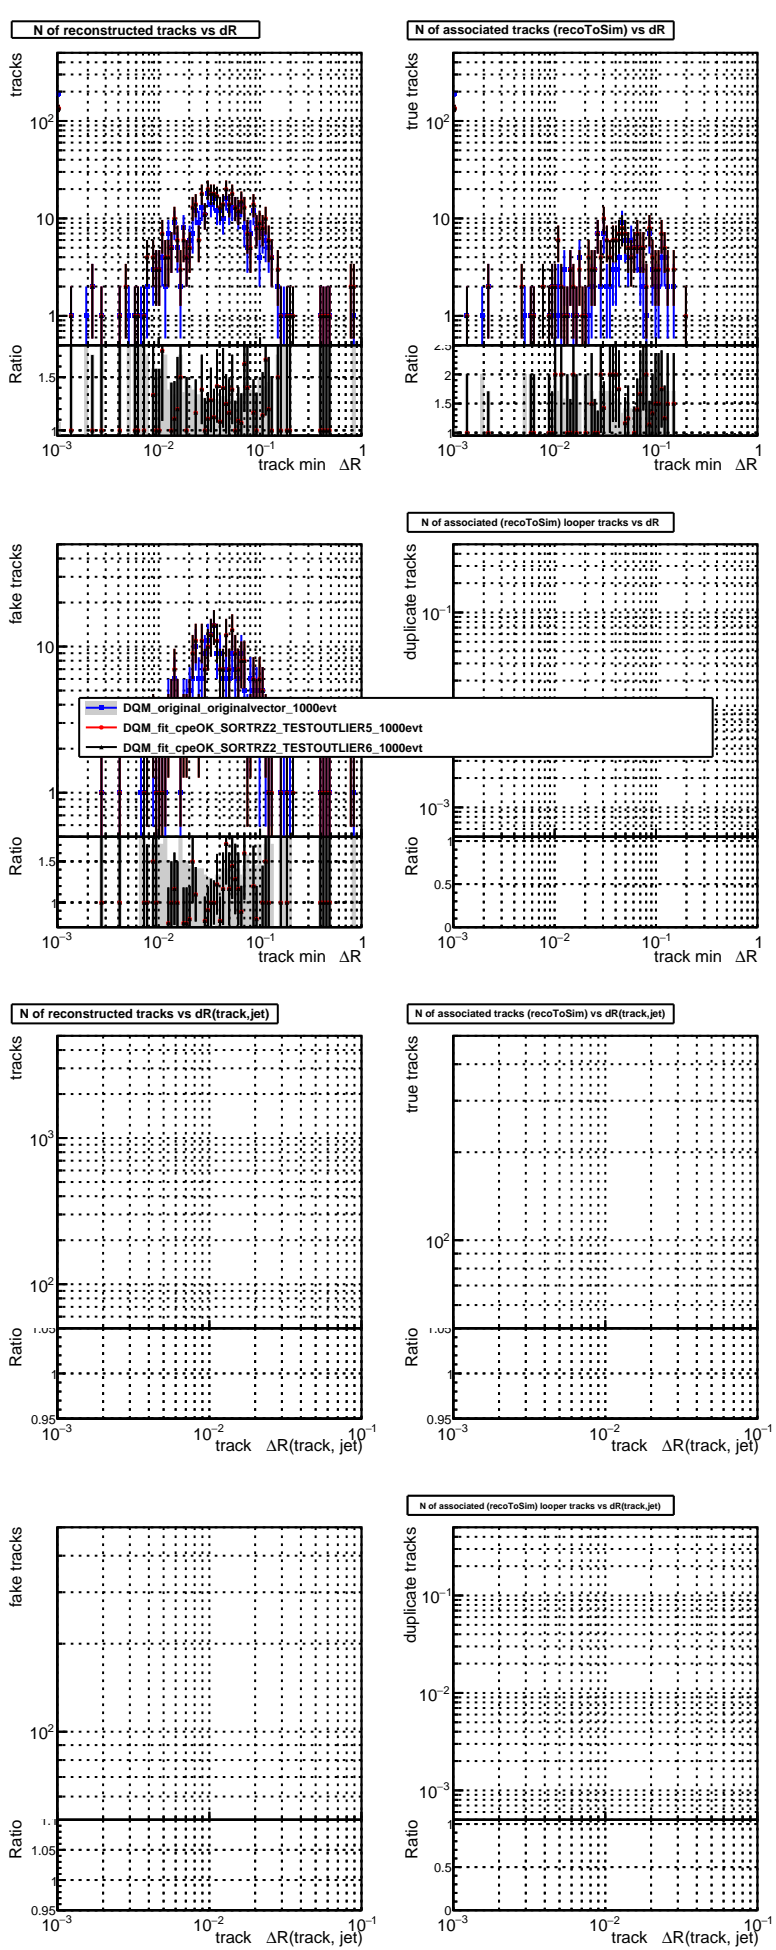 N of reconstructed tracks vs dR
tracks
10²
10
1
Ratio
1.5
1
10⁻³ 10⁻² 10⁻¹ 1
track min ΔR
N of associated tracks (recoToSim) vs dR
true tracks
10²
10
1
Ratio
2.5
2
1.5
1
10⁻³ 10⁻² 10⁻¹ 1
track min ΔR
fake tracks
10
1
Ratio
1.5
1
10⁻³ 10⁻² 10⁻¹ 1
track min ΔR
N of associated (recoToSim) looper tracks vs dR
duplicate tracks
10⁻¹
10⁻³
Ratio
1
0.5
0
10⁻³ 10⁻² 10⁻¹ 1
track min ΔR
DQM_original_originalvector_1000evt
DQM_fit_cpeOK_SORTRZ2_TESTOUTLIER5_1000evt
DQM_fit_cpeOK_SORTRZ2_TESTOUTLIER6_1000evt
N of reconstructed tracks vs dR(track,jet)
tracks
10³
10²
Ratio
1.05
1
0.95
10⁻³ 10⁻² 10⁻¹
track ΔR(track, jet)
N of associated tracks (recoToSim) vs dR(track,jet)
true tracks
10²
Ratio
1.05
1
0.95
10⁻³ 10⁻² 10⁻¹
track ΔR(track, jet)
fake tracks
10²
Ratio
1.1
1.05
1
0.95
10⁻³ 10⁻² 10⁻¹
track ΔR(track, jet)
N of associated (recoToSim) looper tracks vs dR(track,jet)
duplicate tracks
10⁻¹
10⁻²
10⁻³
Ratio
1
0.5
0
10⁻³ 10⁻² 10⁻¹
track ΔR(track, jet)